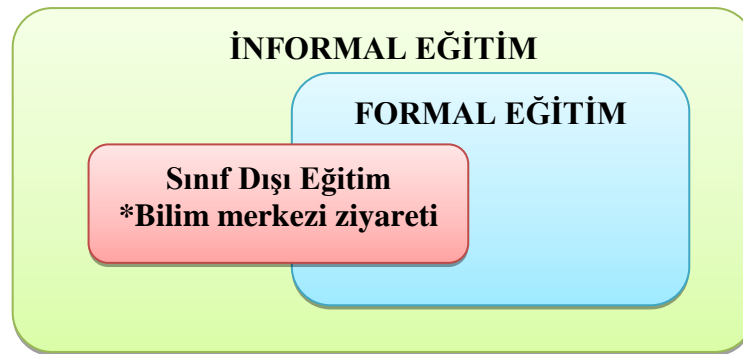 İNFORMAL EĞİTİM
FORMAL EĞİTİM
Sınıf Dışı Eğitim
*Bilim merkezi ziyareti